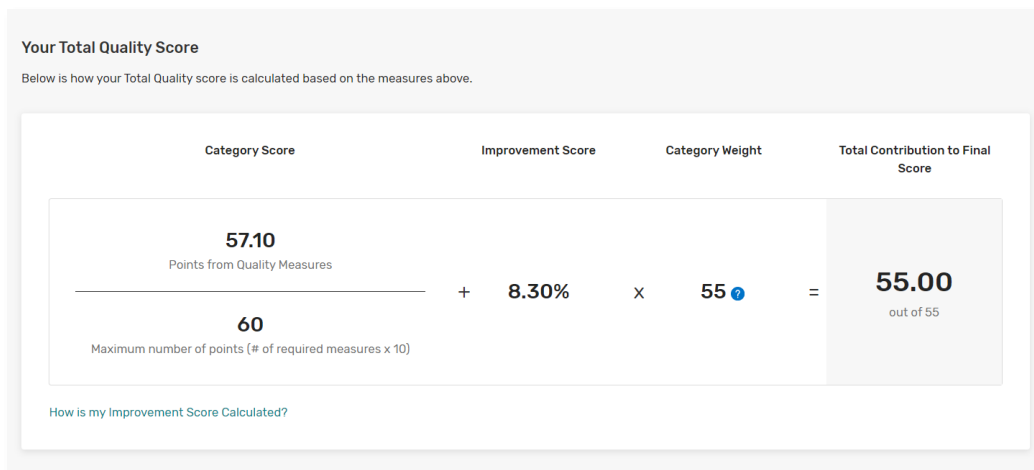 Your Total Quality Score
Below is how your Total Quality score is calculated based on the measures above.
Category Score
Improvement Score
Category Weight
Total Contribution to Final
Score
57.10
Points from Quality Measures
60
Maximum number of points (# of required measures x 10)
+
8.30%
x
55 ?
=
55.00
out of 55
How is my Improvement Score Calculated?